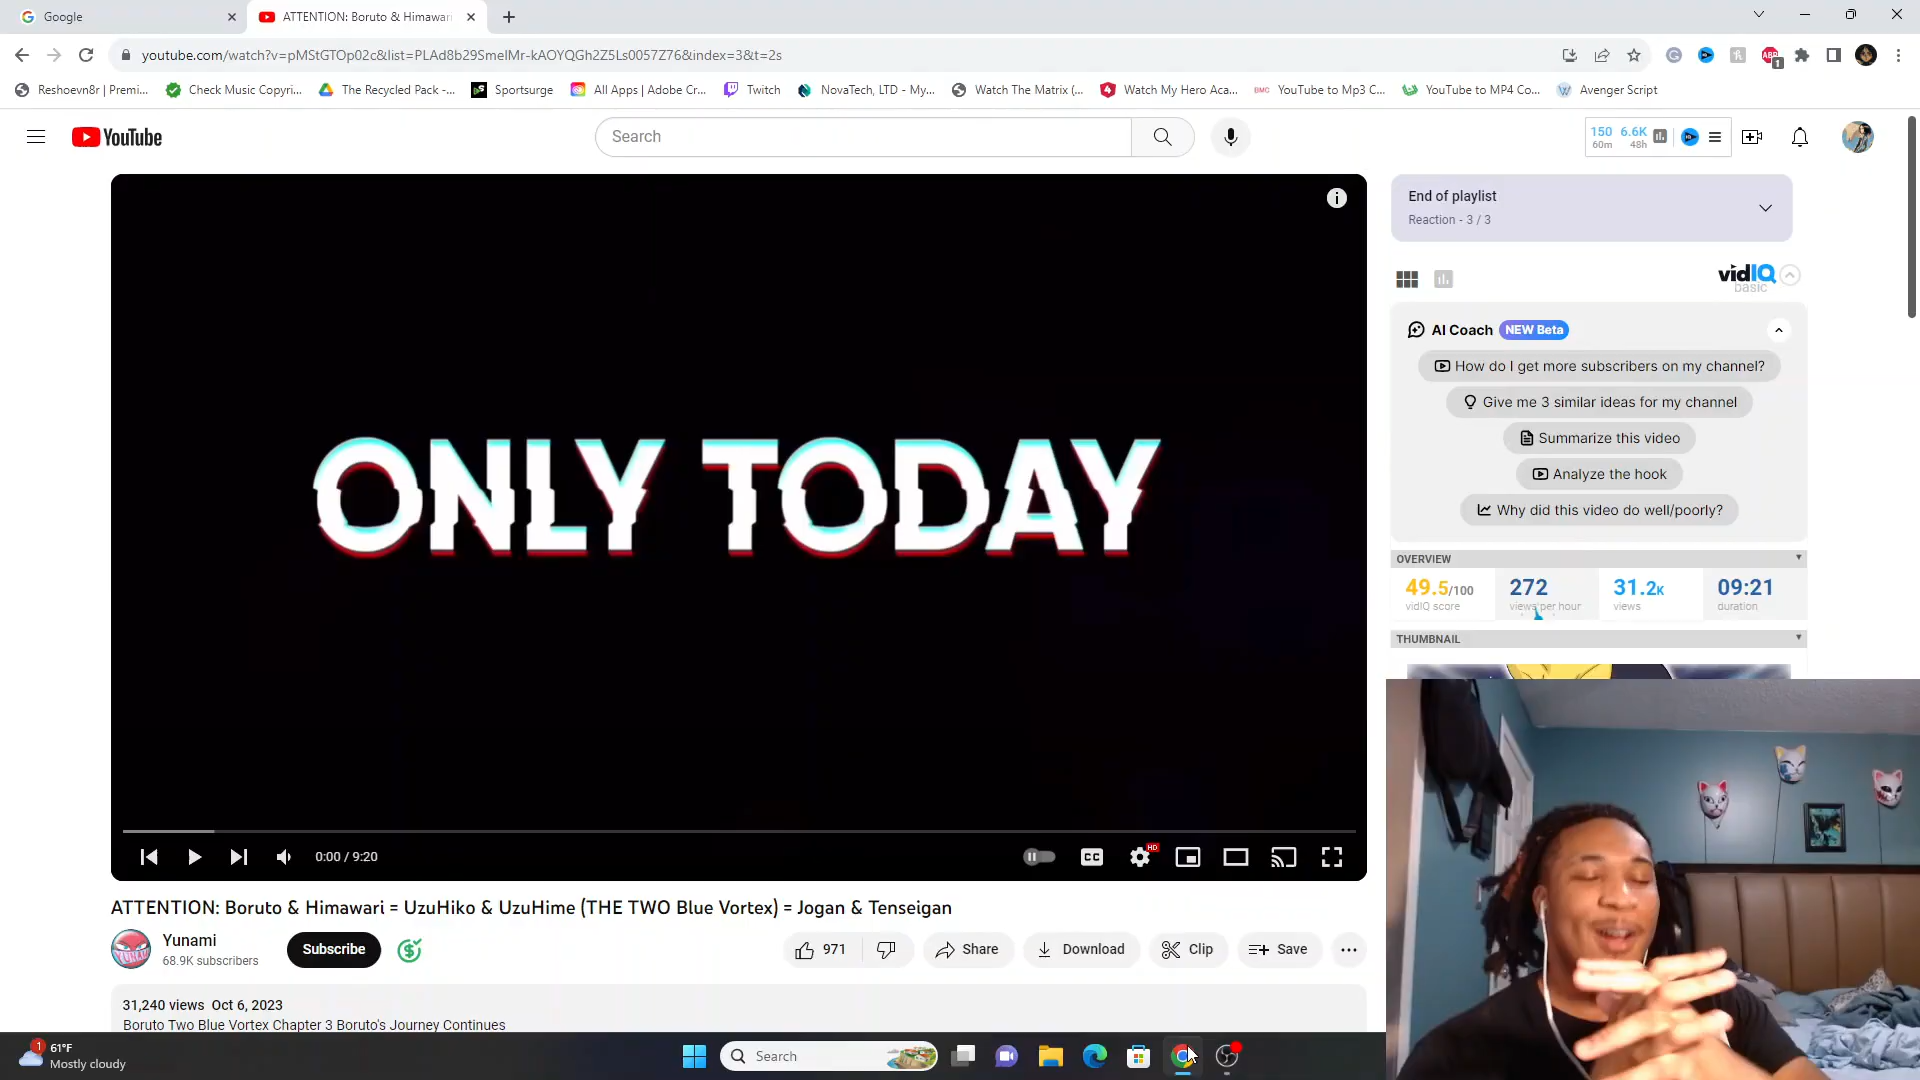 Google
ATTENTION: Boruto & Himawari
youtube.com/watch?v=pMStGTOp02c&list=PLAd8b29SmelMr-kAOYQGh2Z5Ls0057Z76&index=3&t=2s
ABP
1
Reshoevn8r | Premi...
Check Music Copyri...
The Recycled Pack -...
Sportsurge
All Apps | Adobe Cr...
Twitch
NovaTech, LTD - My...
Watch The Matrix (...
Watch My Hero Aca...
BMC
YouTube to Mp3 C...
YouTube to MP4 Co...
Avenger Script
YouTube
Search
150
60m
6.6K
48h
End of playlist
Reaction - 3 / 3
vidIQ
basic
AI Coach NEW Beta
How do I get more subscribers on my channel?
Give me 3 similar ideas for my channel
Summarize this video
Analyze the hook
Why did this video do well/poorly?
OVERVIEW
49.5/100
vidIQ score
272
views per hour
31.2K
views
09:21
duration
THUMBNAIL
ONLY TODAY
0:00 / 9:20
CC
HD
ATTENTION: Boruto & Himawari = UzuHiko & UzuHime (THE TWO Blue Vortex) = Jogan & Tenseigan
Yunami
68.9K subscribers
Subscribe
971
Share
Download
Clip
Save
31,240 views Oct 6, 2023
Boruto Two Blue Vortex Chapter 3 Boruto's Journey Continues
1
61°F
Mostly cloudy
Search